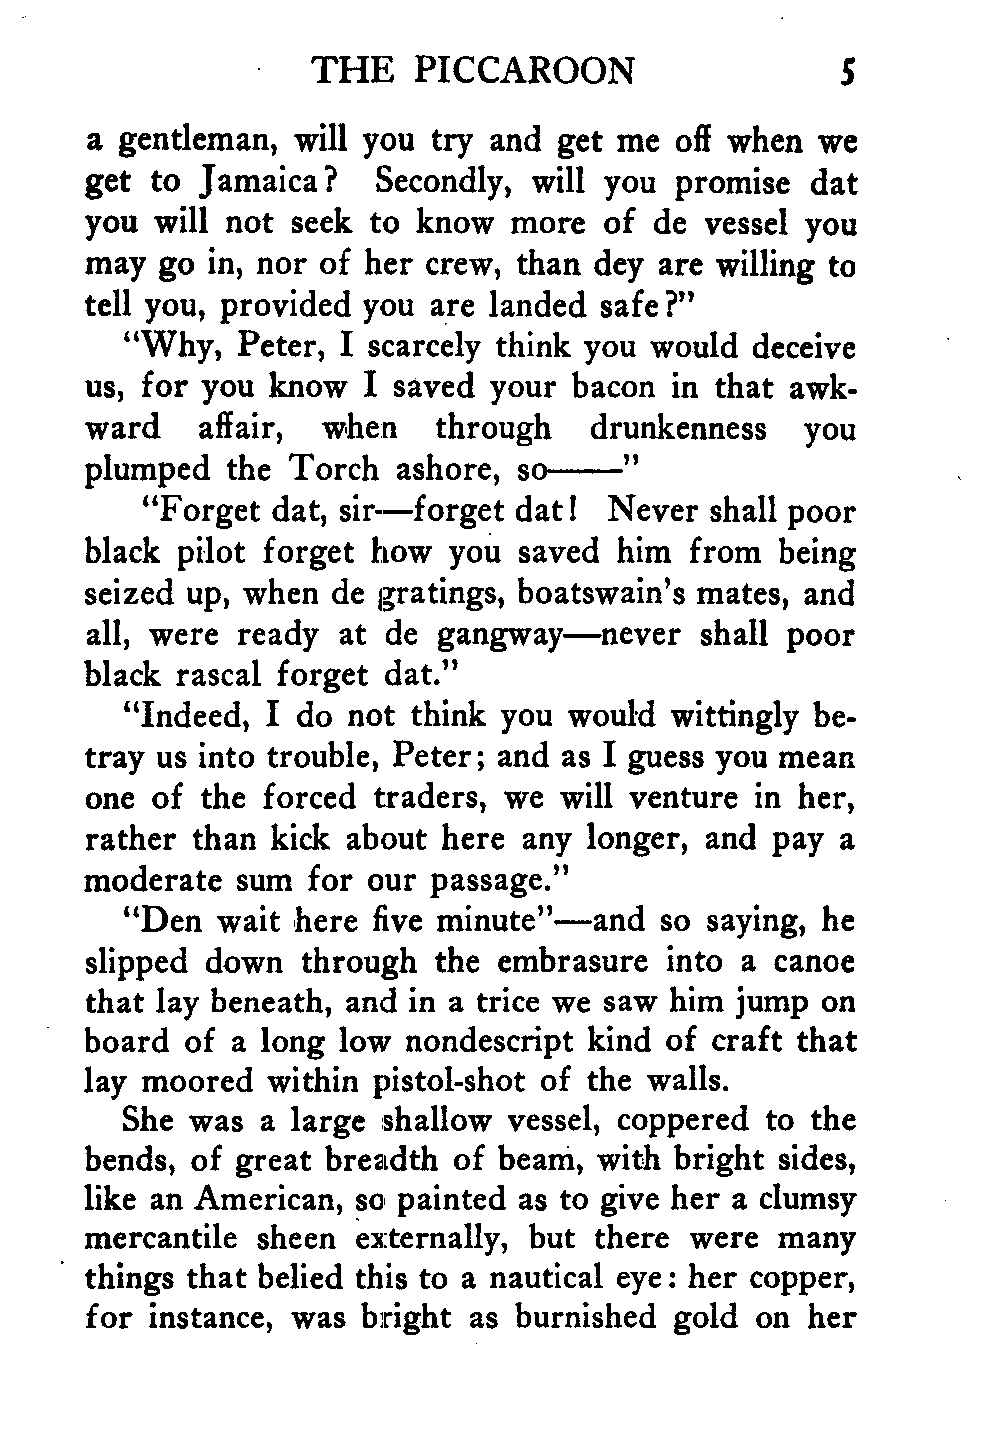 THE PICCAROON 5
a gentleman, will you try and get me off when we
get to Jamaica? Secondly, will you promise dat
you will not seek to know more of de vessel you
may go in, nor of her crew, than dey are willing to
tell you, provided you are landed safe?"
"Why, Peter, I scarcely think you would deceive
us, for you know I saved your bacon in that awk-
ward affair, when through drunkenness you
plumped the Torch ashore, so——"
"Forget dat, sir—forget dat! Never shall poor
black pilot forget how you saved him from being
seized up, when de gratings, boatswain's mates, and
all, were ready at de gangway—never shall poor
black rascal forget dat."
"Indeed, I do not think you would wittingly be-
tray us into trouble, Peter; and as I guess you mean
one of the forced traders, we will venture in her,
rather than kick about here any longer, and pay a
moderate sum for our passage."
"Den wait here five minute"—and so saying, he
slipped down through the embrasure into a canoe
that lay beneath, and in a trice we saw him jump on
board of a long low nondescript kind of craft that
lay moored within pistol-shot of the walls.
She was a large shallow vessel, coppered to the
bends, of great breadth of beam, with bright sides,
like an American, so painted as to give her a clumsy
mercantile sheen externally, but there were many
things that belied this to a nautical eye: her copper,
for instance, was bright as burnished gold on her